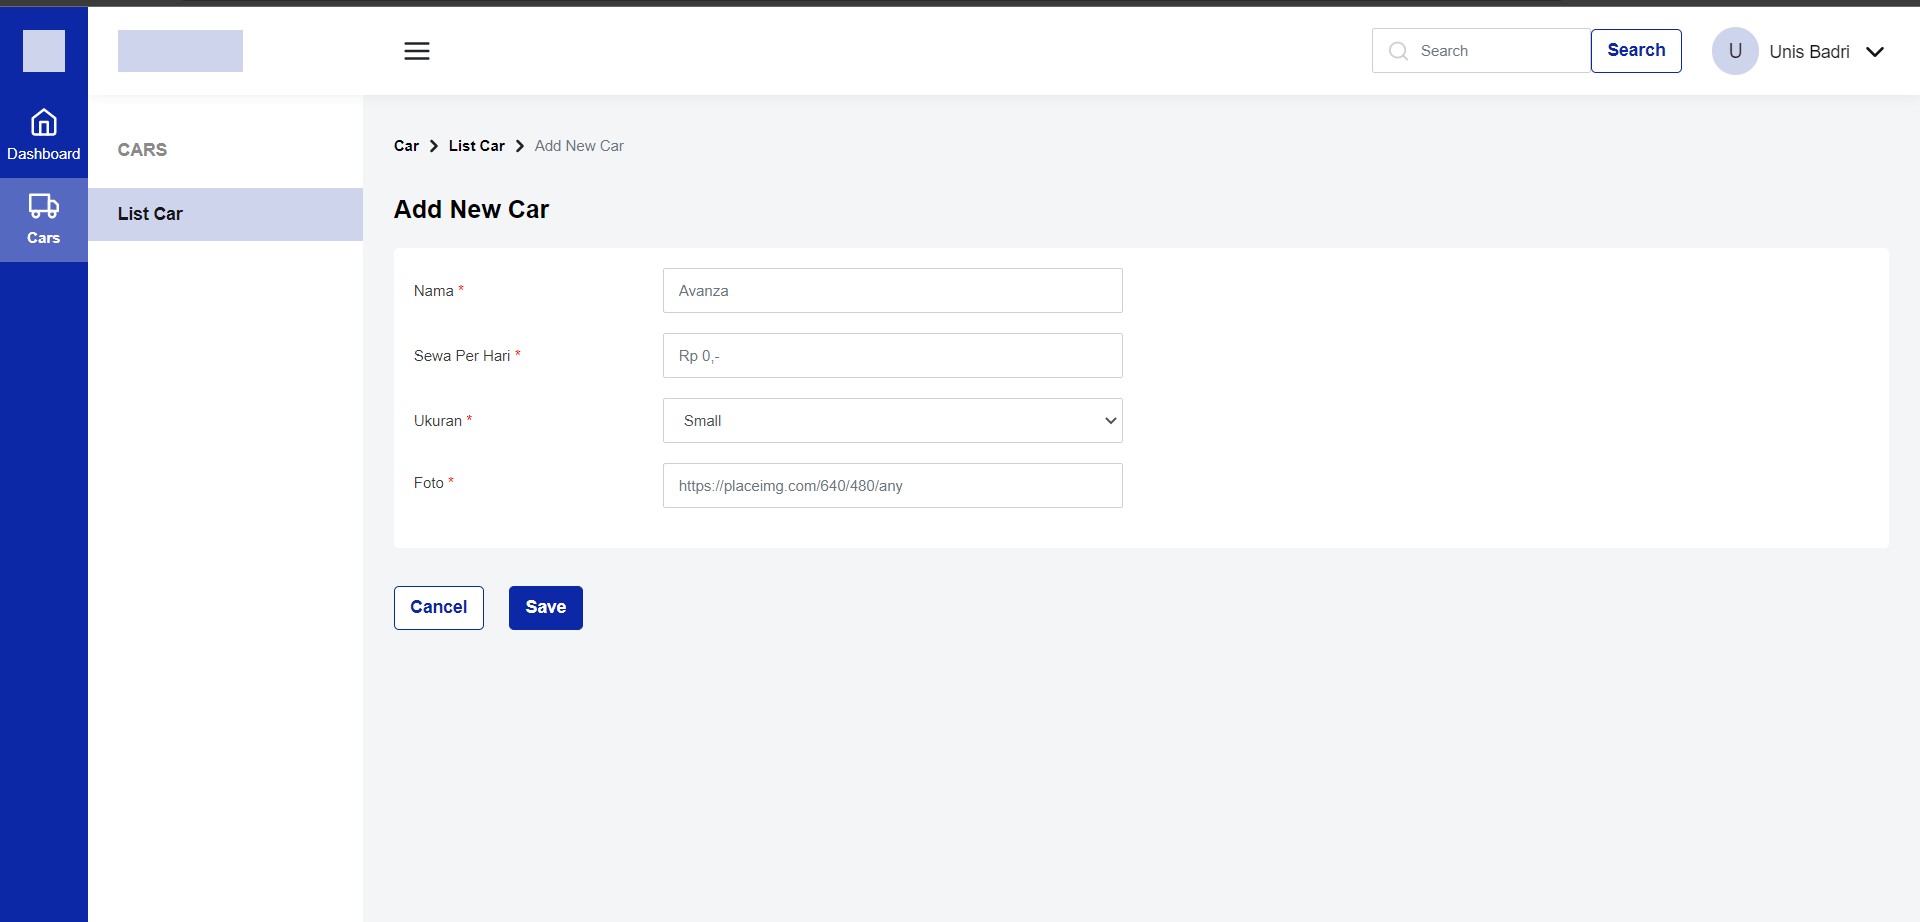 Search
Search
U
Unis Badri
Dashboard
Cars
CARS
List Car
Car
List Car
Add New Car
Add New Car
Nama *
Avanza
Sewa Per Hari *
Rp 0,-
Ukuran *
Small
Foto *
https://placeimg.com/640/480/any
Cancel
Save